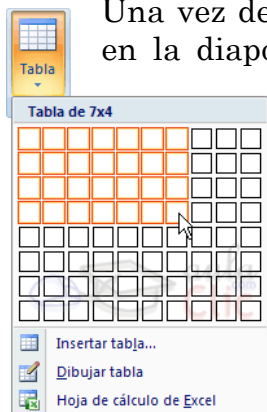 Una vez de
en la diapo
Tabla
Tabla de 7x4
Insertar tabla...
Dibujar tabla
Hoja de cálculo de Excel